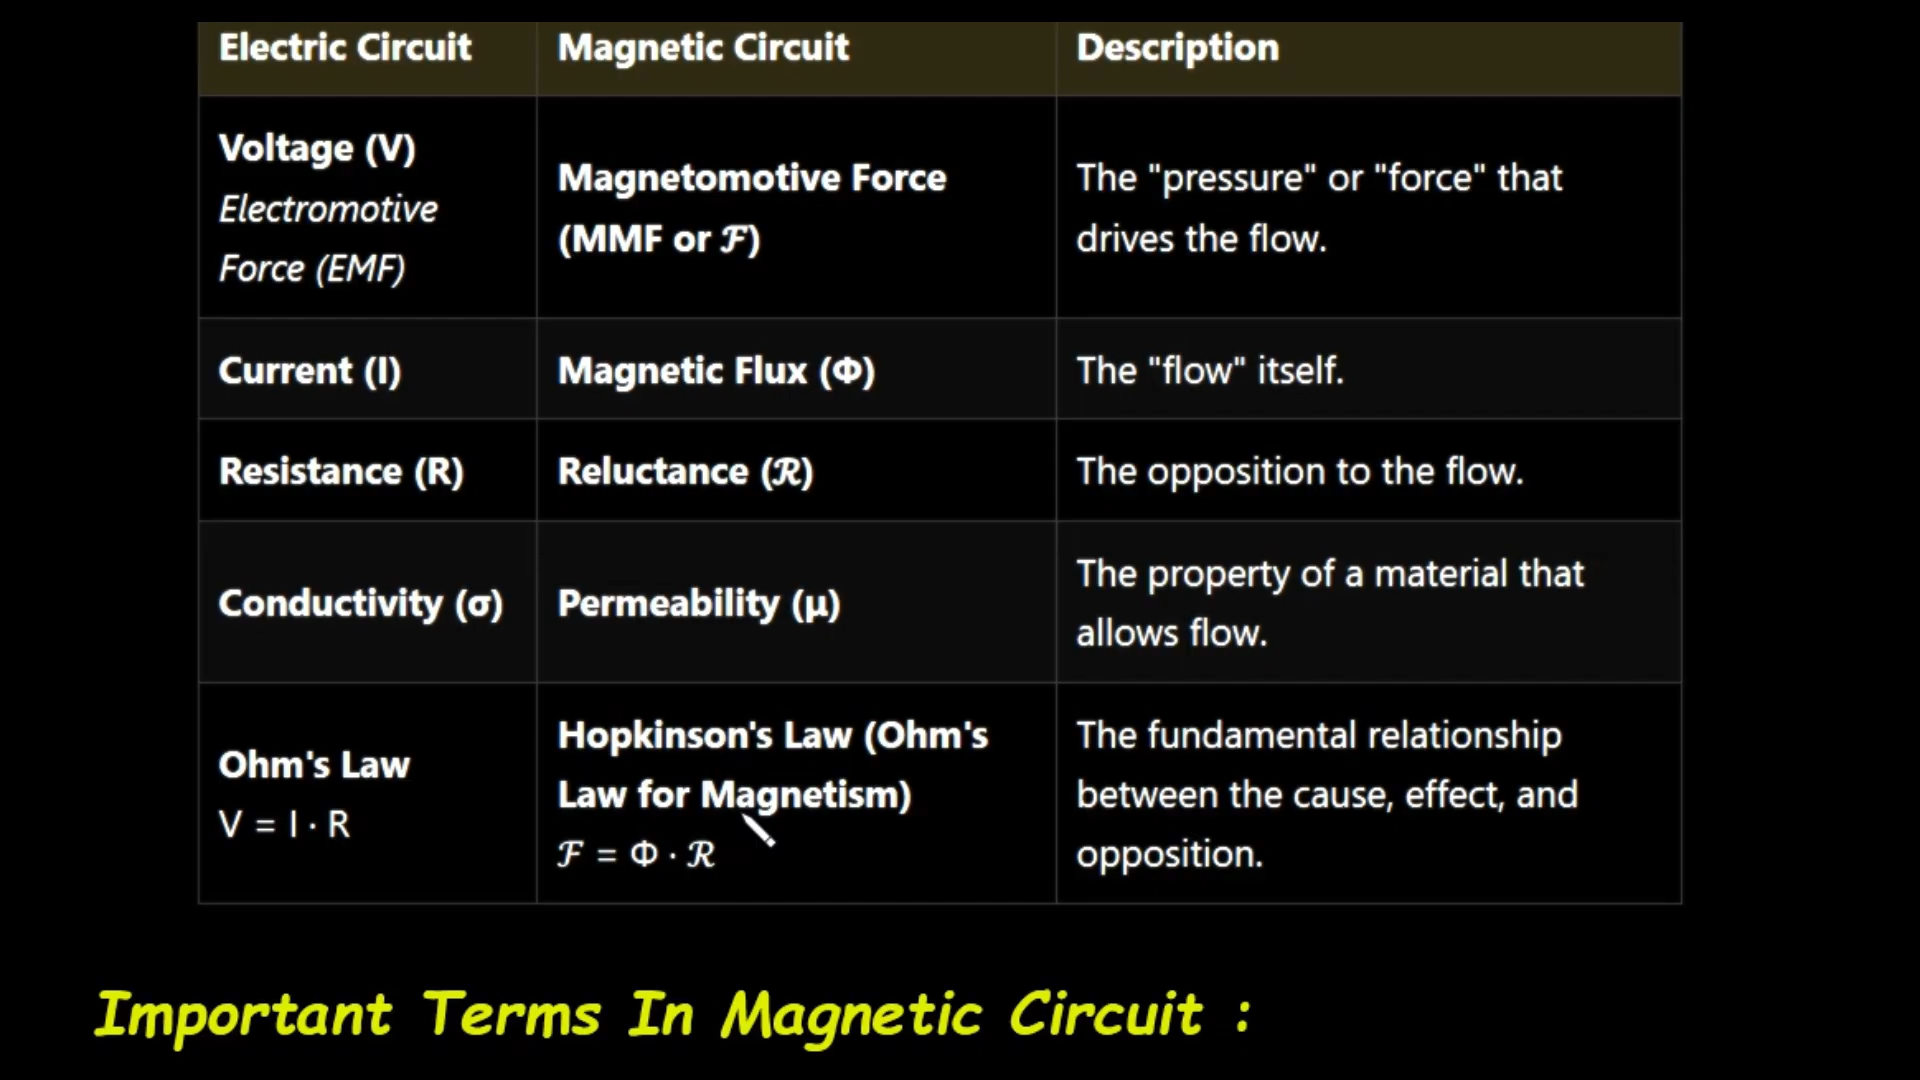 Electric Circuit
Magnetic Circuit
Description
Voltage (V)
Electromotive
Force (EMF)
Magnetomotive Force
(MMF or ℱ)
The "pressure" or "force" that
drives the flow.
Current (I)
Magnetic Flux (Φ)
The "flow" itself.
Resistance (R)
Reluctance (ℛ)
The opposition to the flow.
Conductivity (σ)
Permeability (μ)
The property of a material that
allows flow.
Ohm's Law
V = I · R
Hopkinson's Law (Ohm's
Law for Magnetism)
ℱ = Φ · ℛ
The fundamental relationship
between the cause, effect, and
opposition.
Important Terms In Magnetic Circuit :